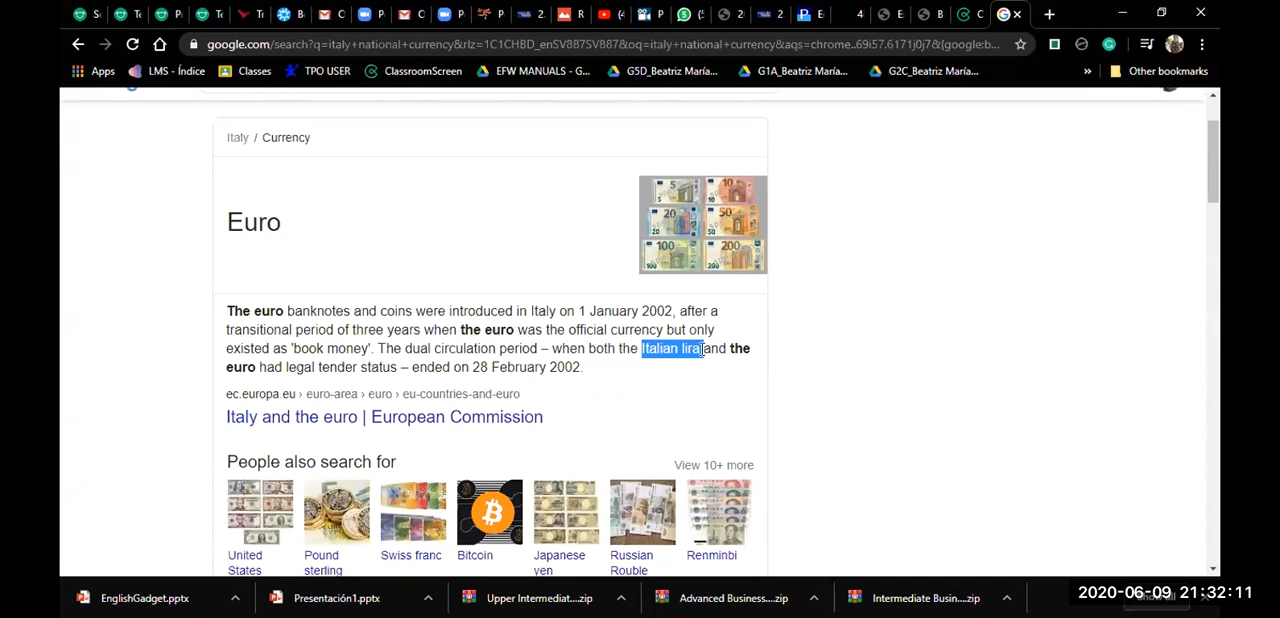 google.com/search?q=italy+national+currency&rlz=1C1CHBD_enSV887SV887&oq=italy+national+currency&aqs=chrome..69i57.6171j0j7&{google:b...
Apps LMS - Índice Classes TPO USER ClassroomScreen EFW MANUALS - G... G5D_Beatriz María... G1A_Beatriz María... G2C_Beatriz María... » Other bookmarks
Italy / Currency
Euro
The euro banknotes and coins were introduced in Italy on 1 January 2002, after a
transitional period of three years when the euro was the official currency but only
existed as 'book money'. The dual circulation period – when both the Italian lira and the
euro had legal tender status – ended on 28 February 2002.
ec.europa.eu › euro-area › euro › eu-countries-and-euro
Italy and the euro | European Commission
People also search for View 10+ more
United States Pound sterling Swiss franc Bitcoin Japanese yen Russian Rouble Renminbi
EnglishGadget.pptx Presentación1.pptx Upper Intermediat....zip Advanced Business....zip Intermediate Busin....zip
2020-06-09 21:32:11